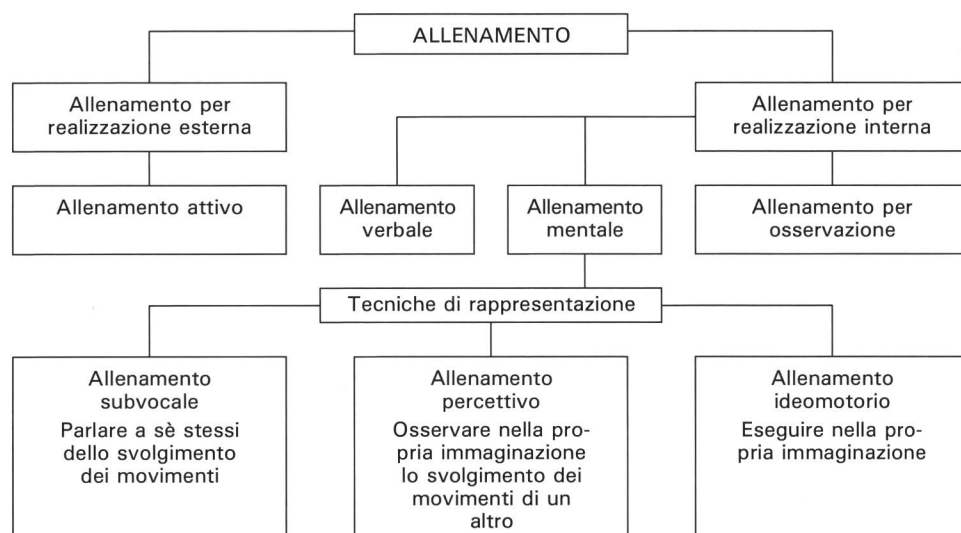 ALLENAMENTO
Allenamento per
realizzazione esterna
Allenamento per
realizzazione interna
Allenamento attivo
Allenamento
verbale
Allenamento
mentale
Allenamento per
osservazione
Tecniche di rappresentazione
Allenamento
subvocale
Parlare a sè stessi
dello svolgimento
dei movimenti
Allenamento
percettivo
Osservare nella pro-
pria immaginazione
lo svolgimento dei
movimenti di un
altro
Allenamento
ideomotorio
Eseguire nella pro-
pria immaginazione